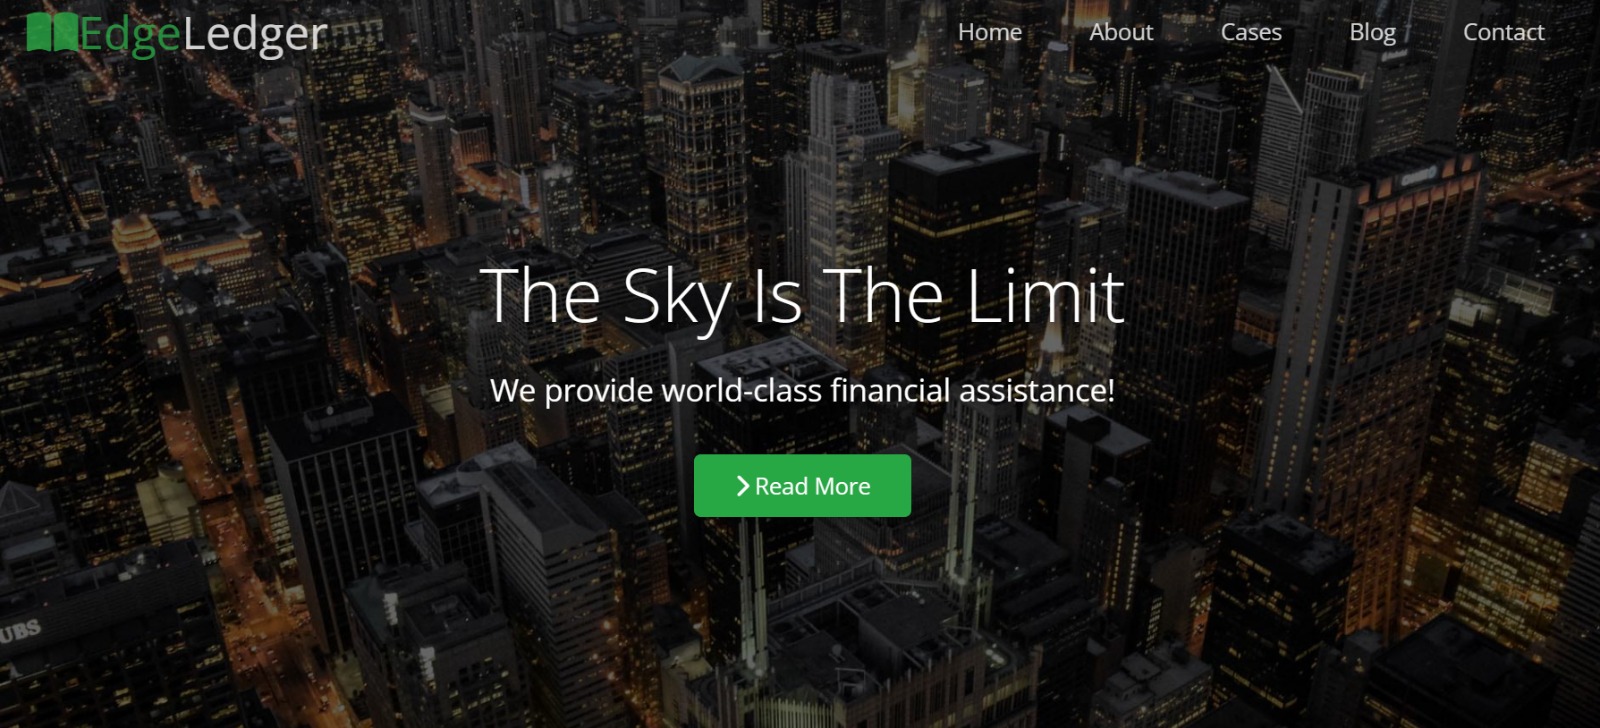 EdgeLedger
Home About Cases Blog Contact
The Sky Is The Limit
We provide world-class financial assistance!
Read More
UBS